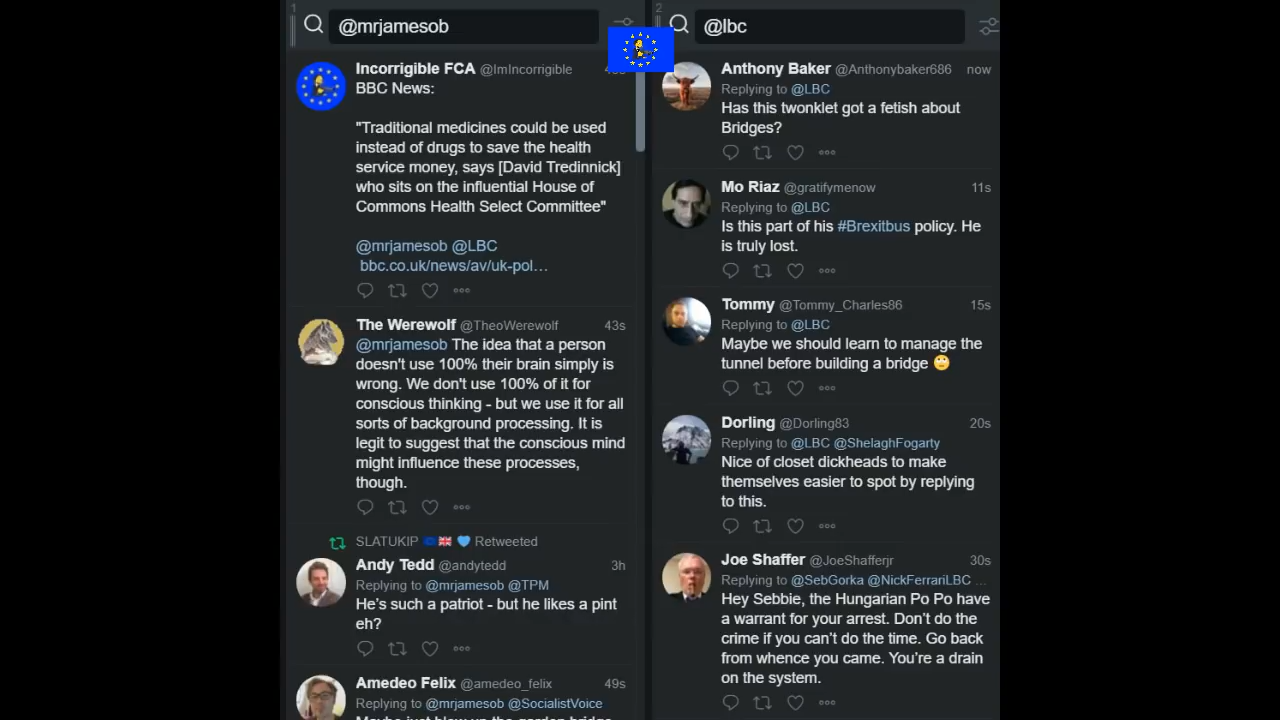 1
@mrjamesob
Incorrigible FCA @ImIncorrigible
BBC News:
"Traditional medicines could be used
instead of drugs to save the health
service money, says [David Tredinnick]
who sits on the influential House of
Commons Health Select Committee"
@mrjamesob @LBC
bbc.co.uk/news/av/uk-pol…
The Werewolf @TheoWerewolf 43s
@mrjamesob The idea that a person
doesn't use 100% their brain simply is
wrong. We don't use 100% of it for
conscious thinking - but we use it for all
sorts of background processing. It is
legit to suggest that the conscious mind
might influence these processes,
though.
SLATUKIP 🇪🇺🇬🇧 💙 Retweeted
Andy Tedd @andytedd 3h
Replying to @mrjamesob @TPM
He's such a patriot - but he likes a pint
eh?
Amedeo Felix @amedeo_felix 49s
Replying to @mrjamesob @SocialistVoice
Maybe just blow up the garden bridge
2
@lbc
Anthony Baker @Anthonybaker686 now
Replying to @LBC
Has this twonklet got a fetish about
Bridges?
Mo Riaz @gratifymenow 11s
Replying to @LBC
Is this part of his #Brexitbus policy. He
is truly lost.
Tommy @Tommy_Charles86 15s
Replying to @LBC
Maybe we should learn to manage the
tunnel before building a bridge 🙄
Dorling @Dorling83 20s
Replying to @LBC @ShelaghFogarty
Nice of closet dickheads to make
themselves easier to spot by replying
to this.
Joe Shaffer @JoeShafferjr 30s
Replying to @SebGorka @NickFerrariLBC ...
Hey Sebbie, the Hungarian Po Po have
a warrant for your arrest. Don't do the
crime if you can't do the time. Go back
from whence you came. You're a drain
on the system.